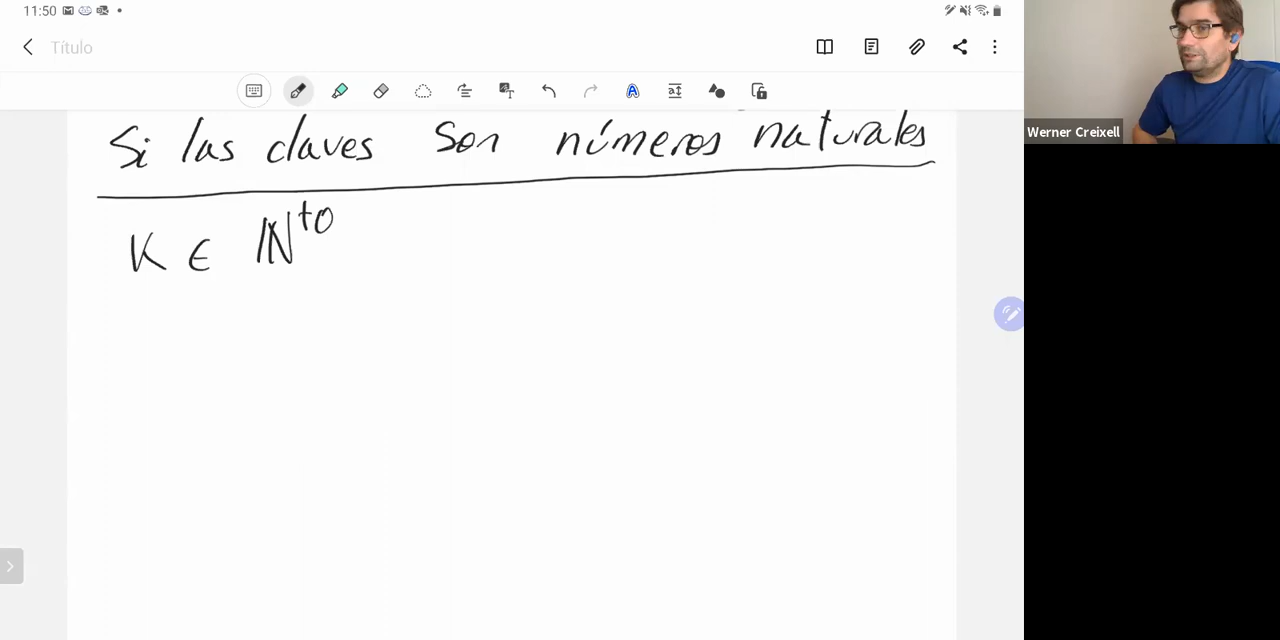 11:50
Título
Si las claves son números naturales
K ∈ ℕ^{+0}
Werner Creixell